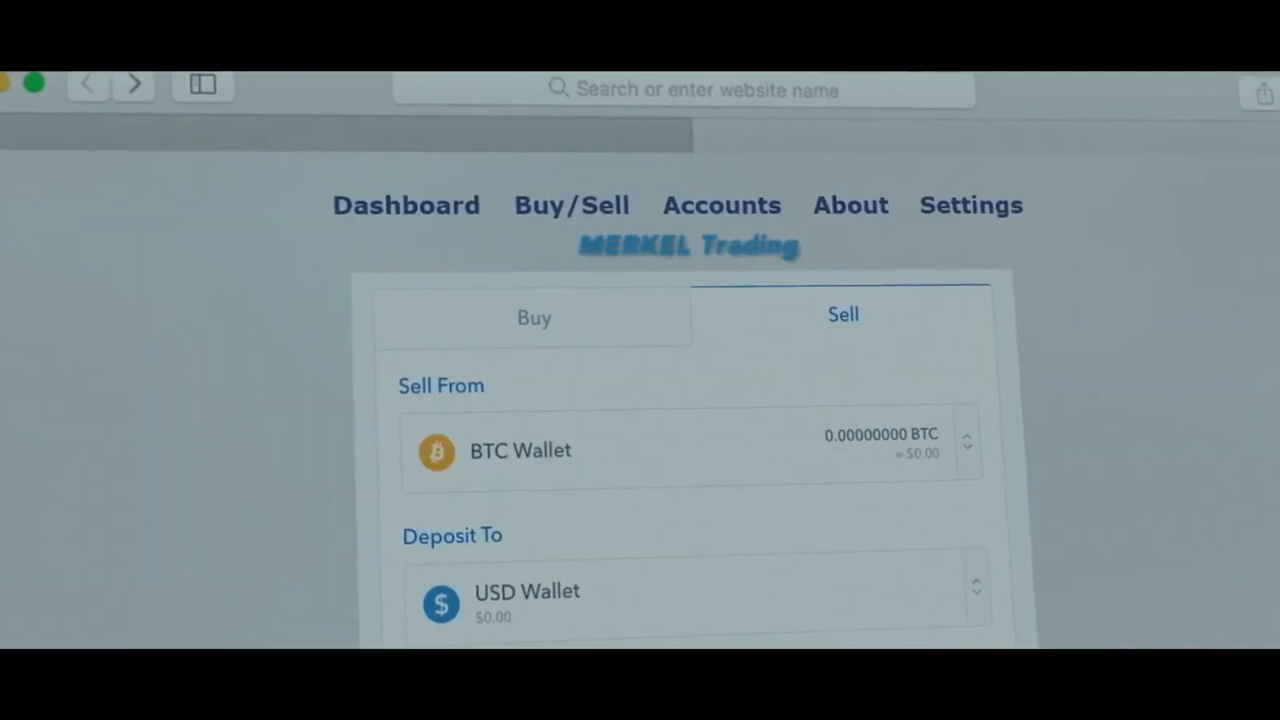 Search or enter website name
Dashboard Buy/Sell Accounts About Settings
MERKEL Trading
Buy Sell
Sell From
BTC Wallet 0.00000000 BTC
= $0.00
Deposit To
USD Wallet
$0.00